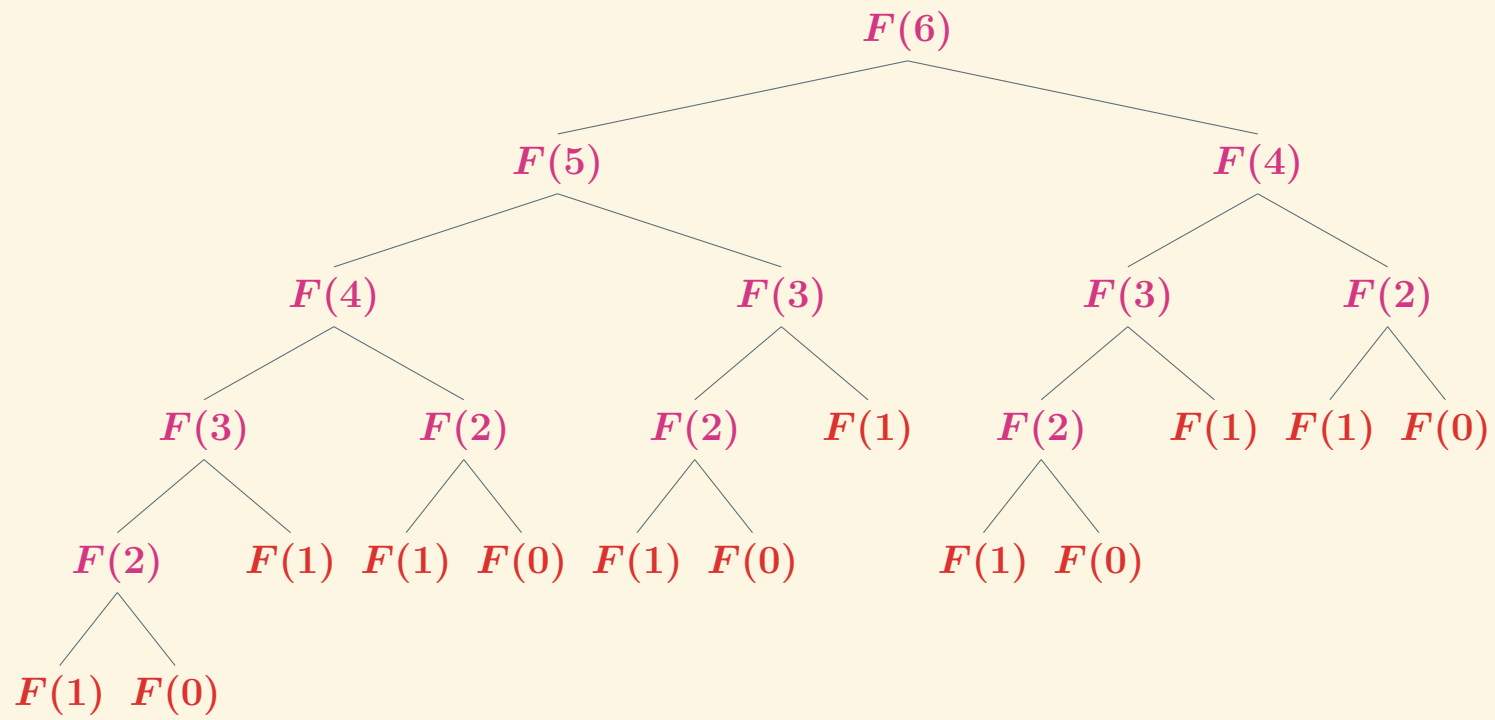 F(6)
F(5) F(4)
F(4) F(3) F(3) F(2)
F(3) F(2) F(2) F(1) F(2) F(1) F(1) F(0)
F(2) F(1) F(1) F(0) F(1) F(0) F(1) F(0)
F(1) F(0)